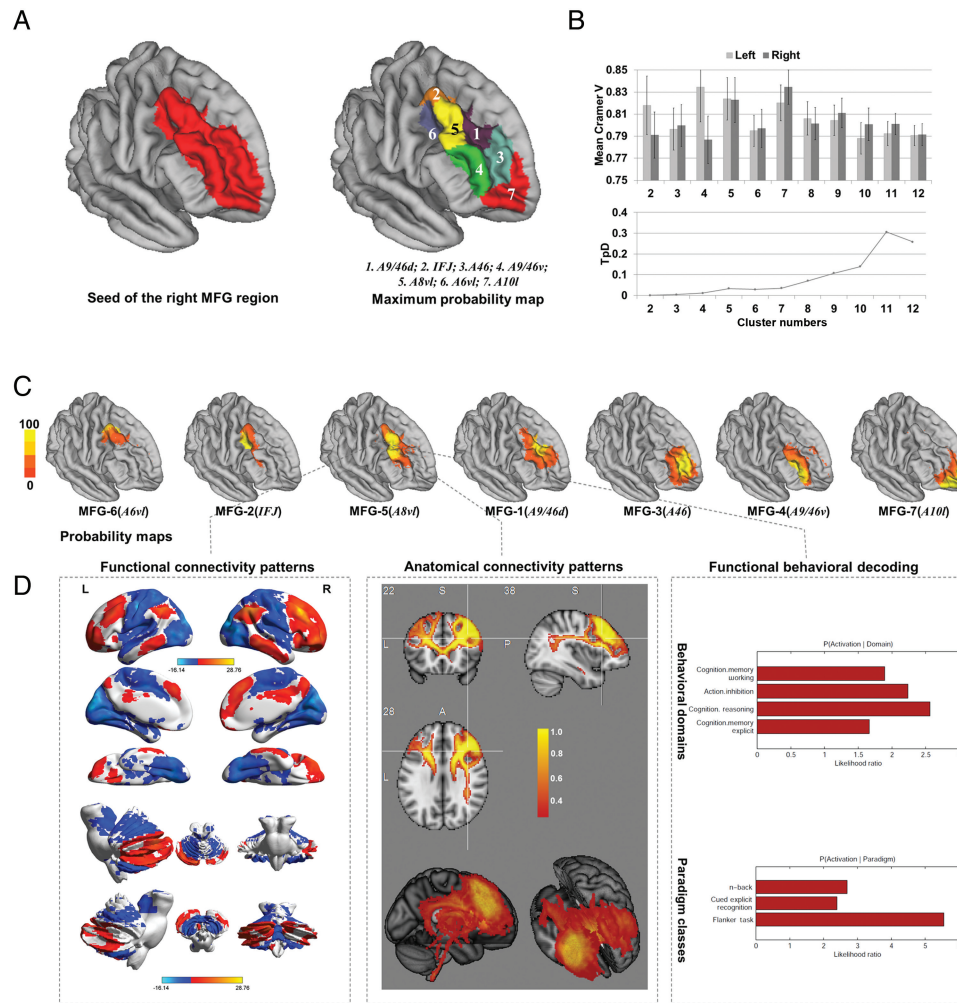 A
2
6
5
1
3
4
7
1. A9/46d; 2. IFJ; 3.A46; 4. A9/46v;
5. A8vl; 6. A6vl; 7. A10l
Seed of the right MFG region
Maximum probability map
B
Left Right
Mean Cramer V
0.85
0.83
0.81
0.79
0.77
0.75
2 3 4 5 6 7 8 9 10 11 12
TpD
0.4
0.3
0.2
0.1
0
2 3 4 5 6 7 8 9 10 11 12
Cluster numbers
C
100
0
MFG-6(A6vl) MFG-2(IFJ) MFG-5(A8vl) MFG-1(A9/46d) MFG-3(A46) MFG-4(A9/46v) MFG-7(A10l)
Probability maps
D
Functional connectivity patterns
L R
-16.14 28.76
-16.14 28.76
Anatomical connectivity patterns
22 S 36 S
L P
28 A
L
1.0
0.8
0.6
0.4
Functional behavioral decoding
Behavioral domains
P(Activation | Domain)
Cognition.memory
working
Action.inhibition
Cognition. reasoning
Cognition.memory
explicit
0 0.5 1 1.5 2 2.5
Likelihood ratio
Paradigm classes
P(Activation | Paradigm)
n-back
Cued explicit
recognition
Flanker task
0 1 2 3 4 5
Likelihood ratio